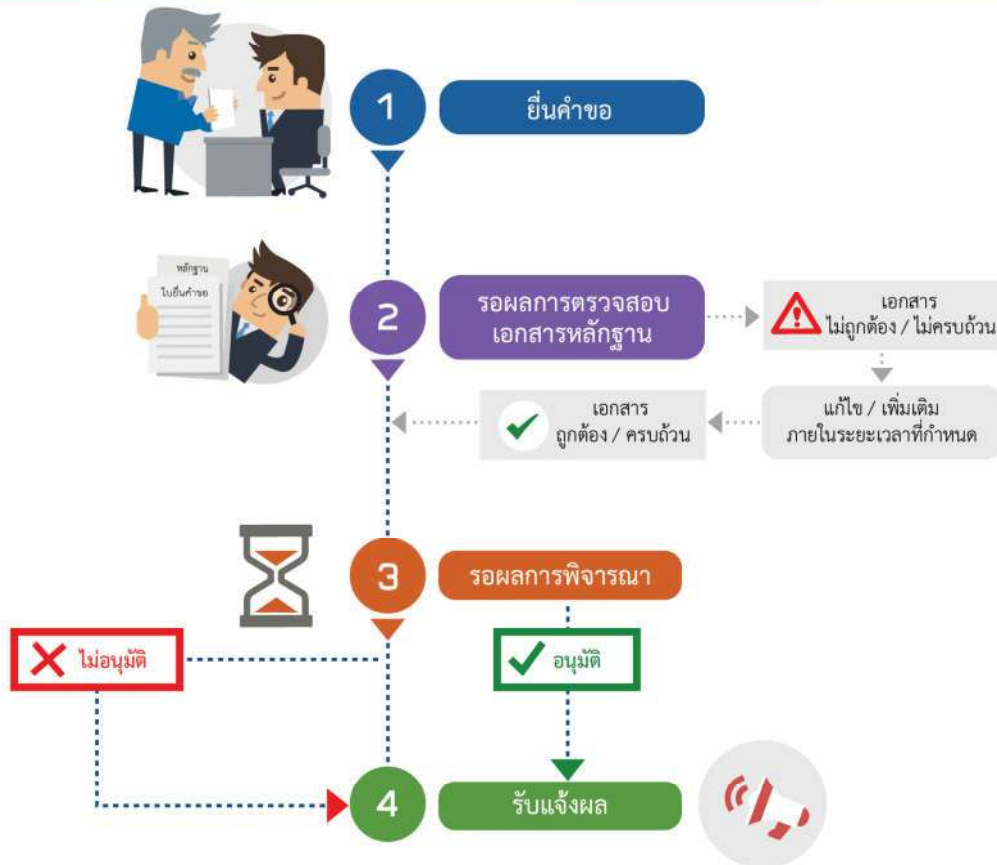 1
ยื่นคำขอ
หลักฐาน
ใบยื่นคำขอ
2
รอผลการตรวจสอบ
เอกสารหลักฐาน
เอกสาร
ไม่ถูกต้อง / ไม่ครบถ้วน
แก้ไข / เพิ่มเติม
ภายในระยะเวลาที่กำหนด
เอกสาร
ถูกต้อง / ครบถ้วน
3
รอผลการพิจารณา
ไม่อนุมัติ
อนุมัติ
4
รับแจ้งผล